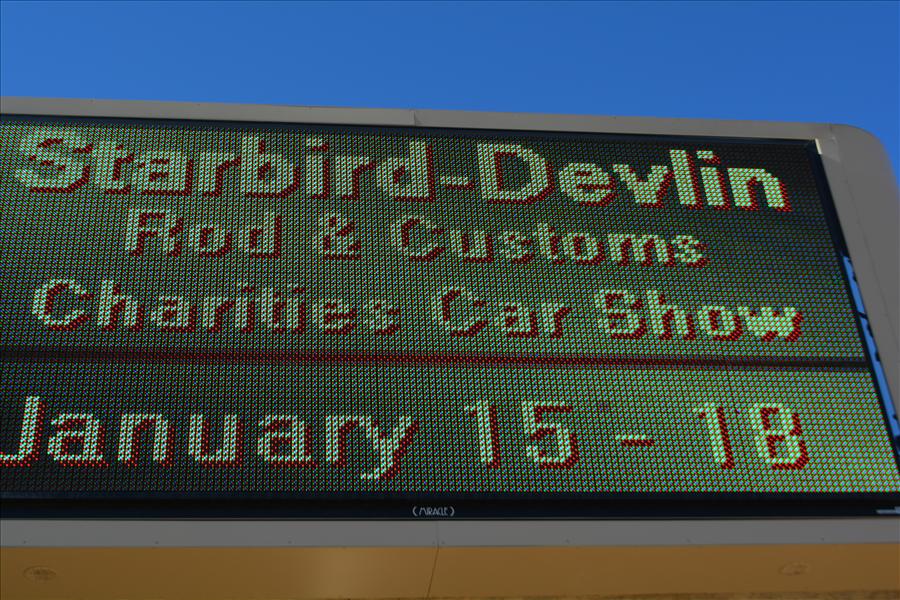 Starbird-Devlin
Rod & Customs
Charities Car Show
January 15 - 18
(MIRACLE)